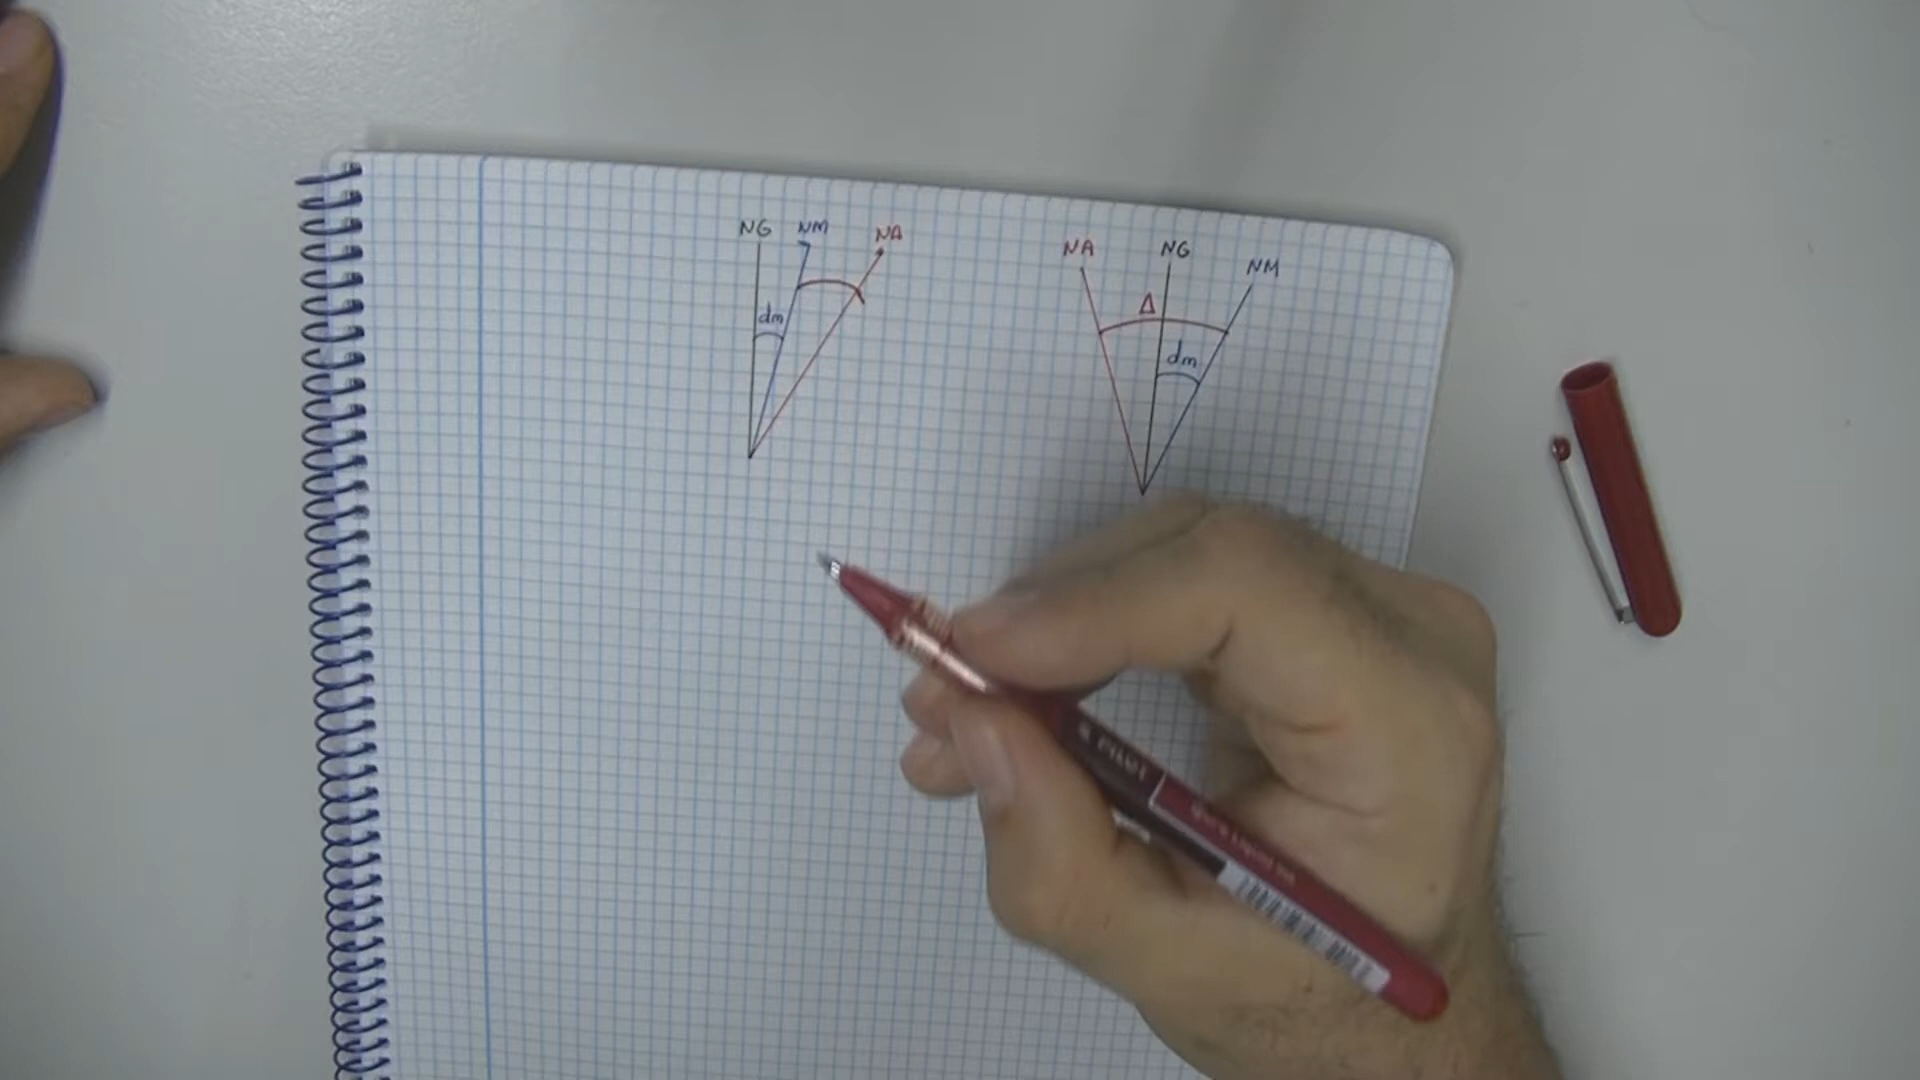 NG NM NA
dm
NA NG NM
Δ
dm
PILOT